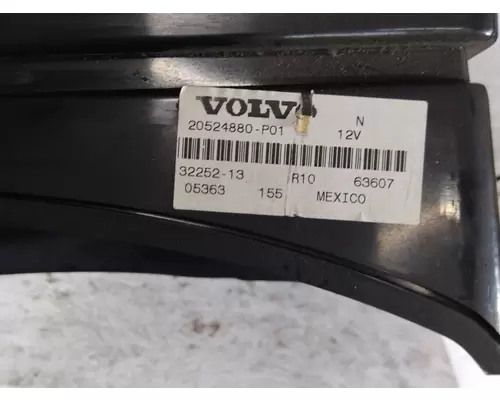 VOLVO N
20524880-P01 12V
32252-13 R10 63607
05363 155 MEXICO